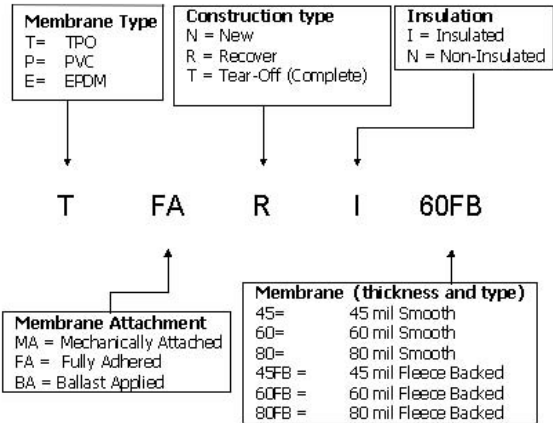 Membrane Type
T= TPO
P= PVC
E= EPDM
Construction type
N = New
R = Recover
T = Tear-Off (Complete)
Insulation
I = Insulated
N = Non-Insulated
T FA R I 60FB
Membrane Attachment
MA = Mechanically Attached
FA = Fully Adhered
BA = Ballast Applied
Membrane (thickness and type)
45= 45 mil Smooth
60= 60 mil Smooth
80= 80 mil Smooth
45FB = 45 mil Fleece Backed
60FB = 60 mil Fleece Backed
80FB = 80 mil Fleece Backed